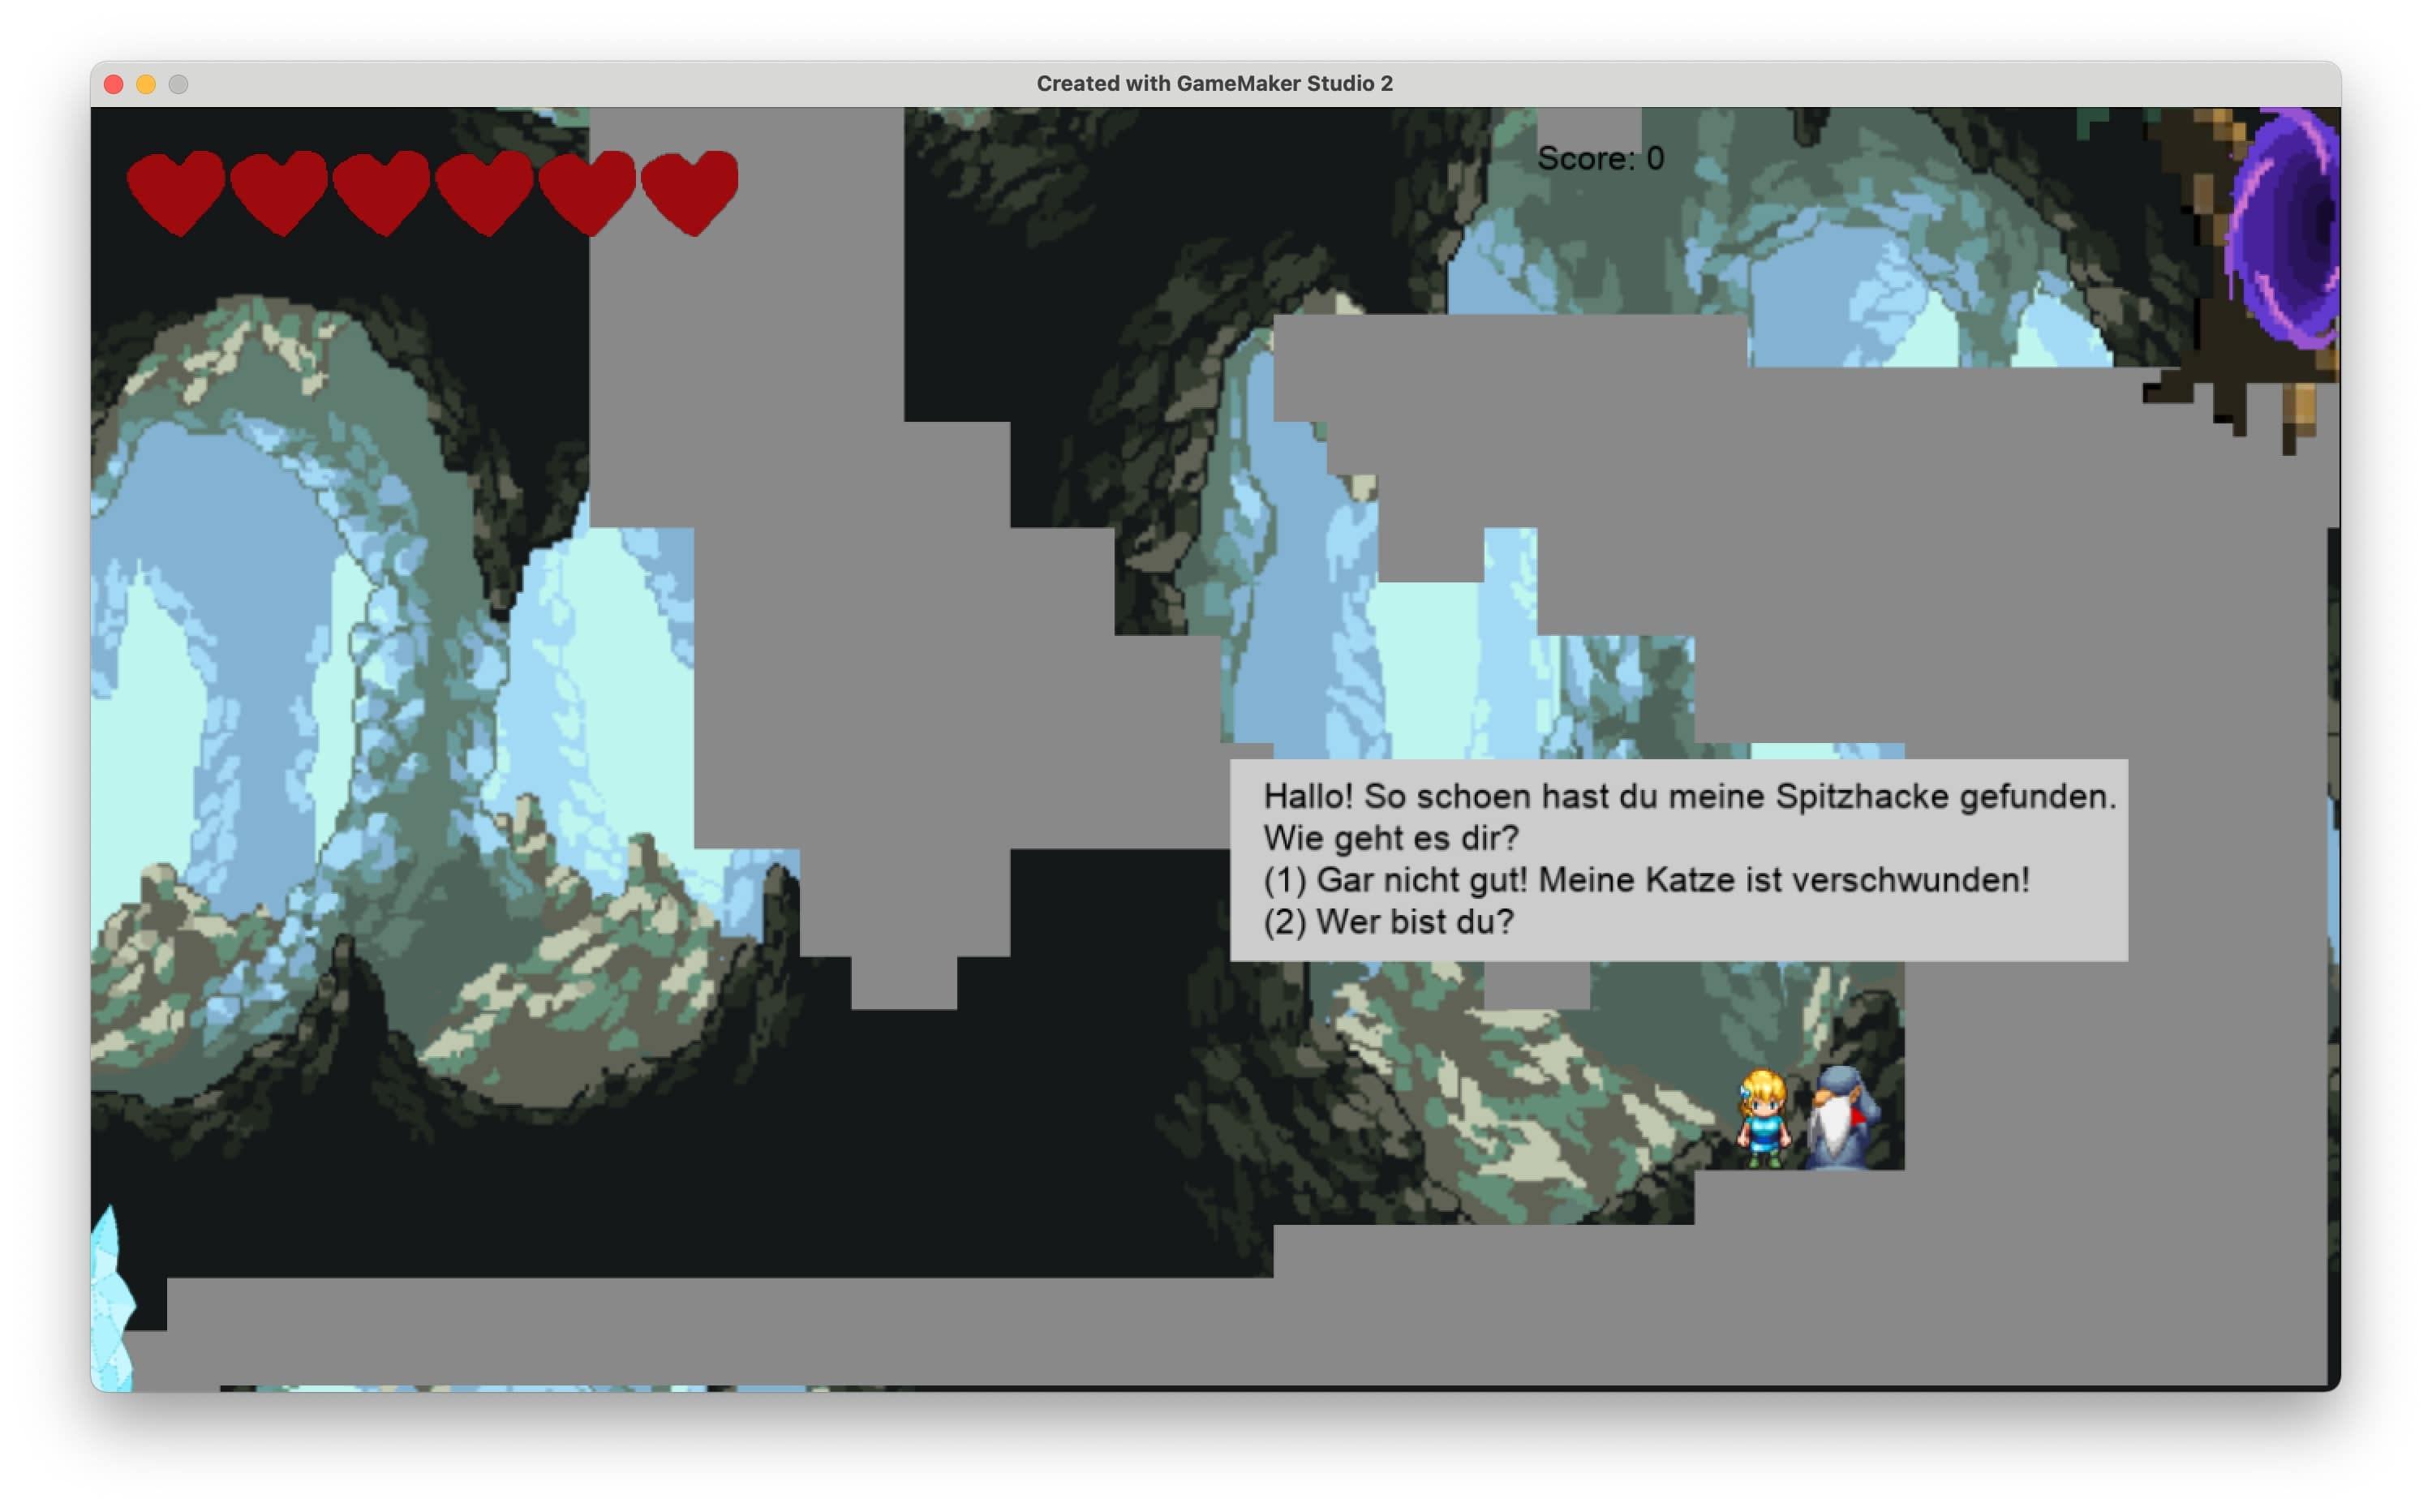 Created with GameMaker Studio 2
Score: 0
Hallo! So schoen hast du meine Spitzhacke gefunden.
Wie geht es dir?
(1) Gar nicht gut! Meine Katze ist verschwunden!
(2) Wer bist du?